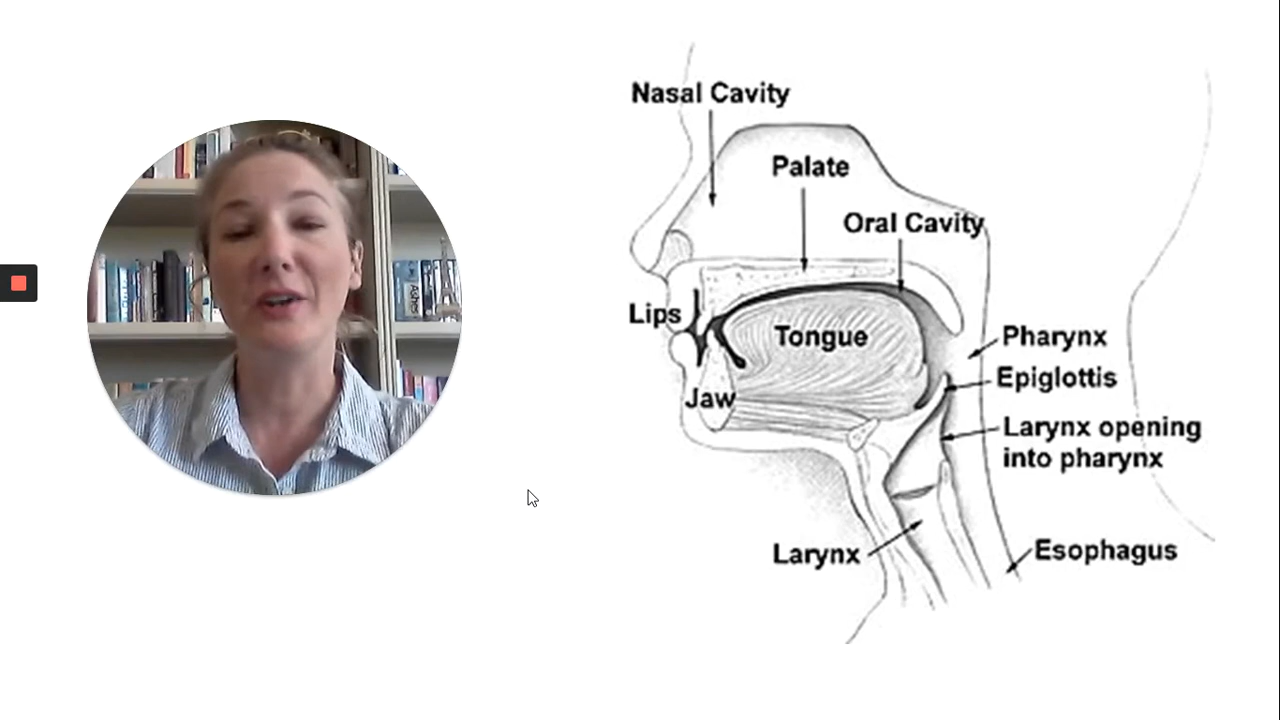 Nasal Cavity
Palate
Oral Cavity
Lips
Tongue
Pharynx
Epiglottis
Jaw
Larynx opening
into pharynx
Larynx
Esophagus